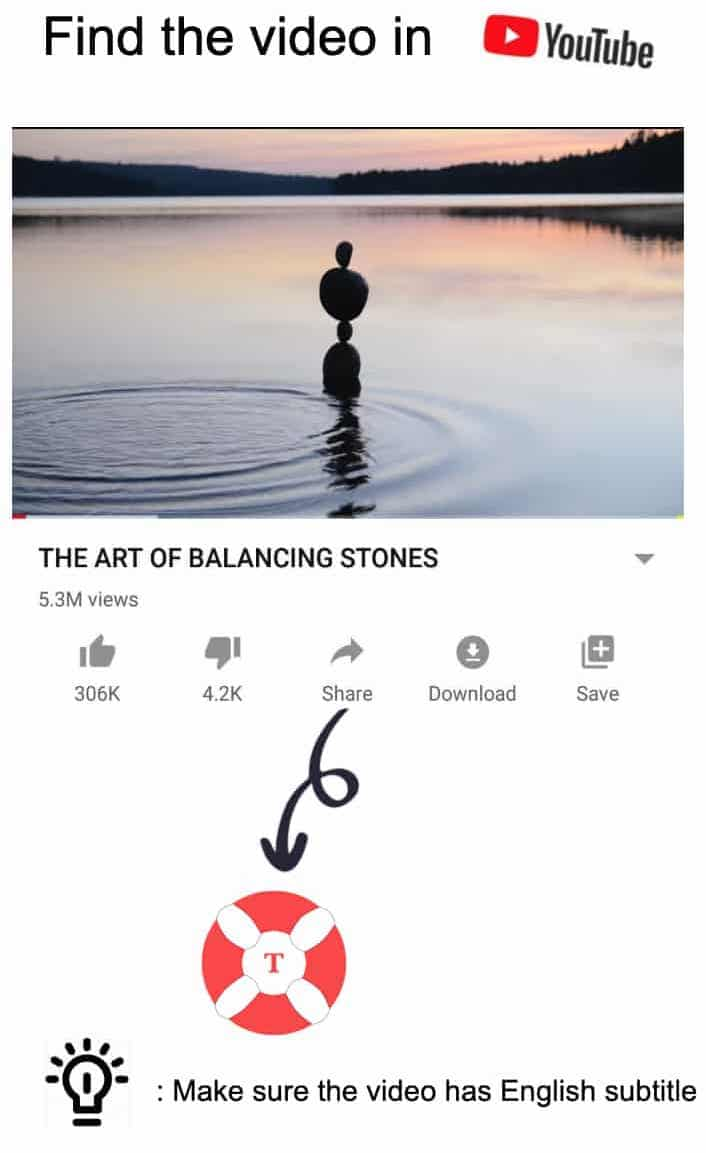 Find the video in YouTube
THE ART OF BALANCING STONES
5.3M views
306K 4.2K Share Download Save
T
: Make sure the video has English subtitle